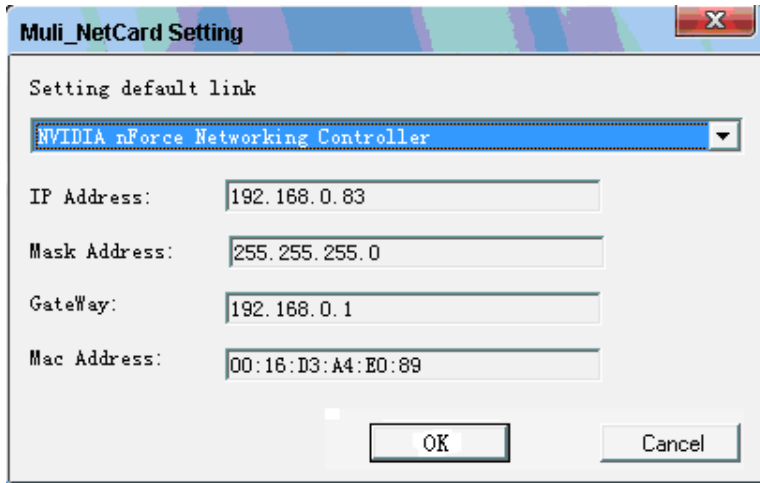 Muli_NetCard Setting
Setting default link
NVIDIA nForce Networking Controller
IP Address: 192.168.0.83
Mask Address: 255.255.255.0
GateWay: 192.168.0.1
Mac Address: 00:16:D3:A4:E0:89
OK Cancel